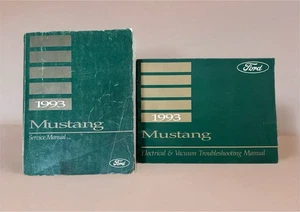 1993
Mustang
Service Manual
Ford
Ford
1993
Mustang
Electrical & Vacuum Troubleshooting Manual